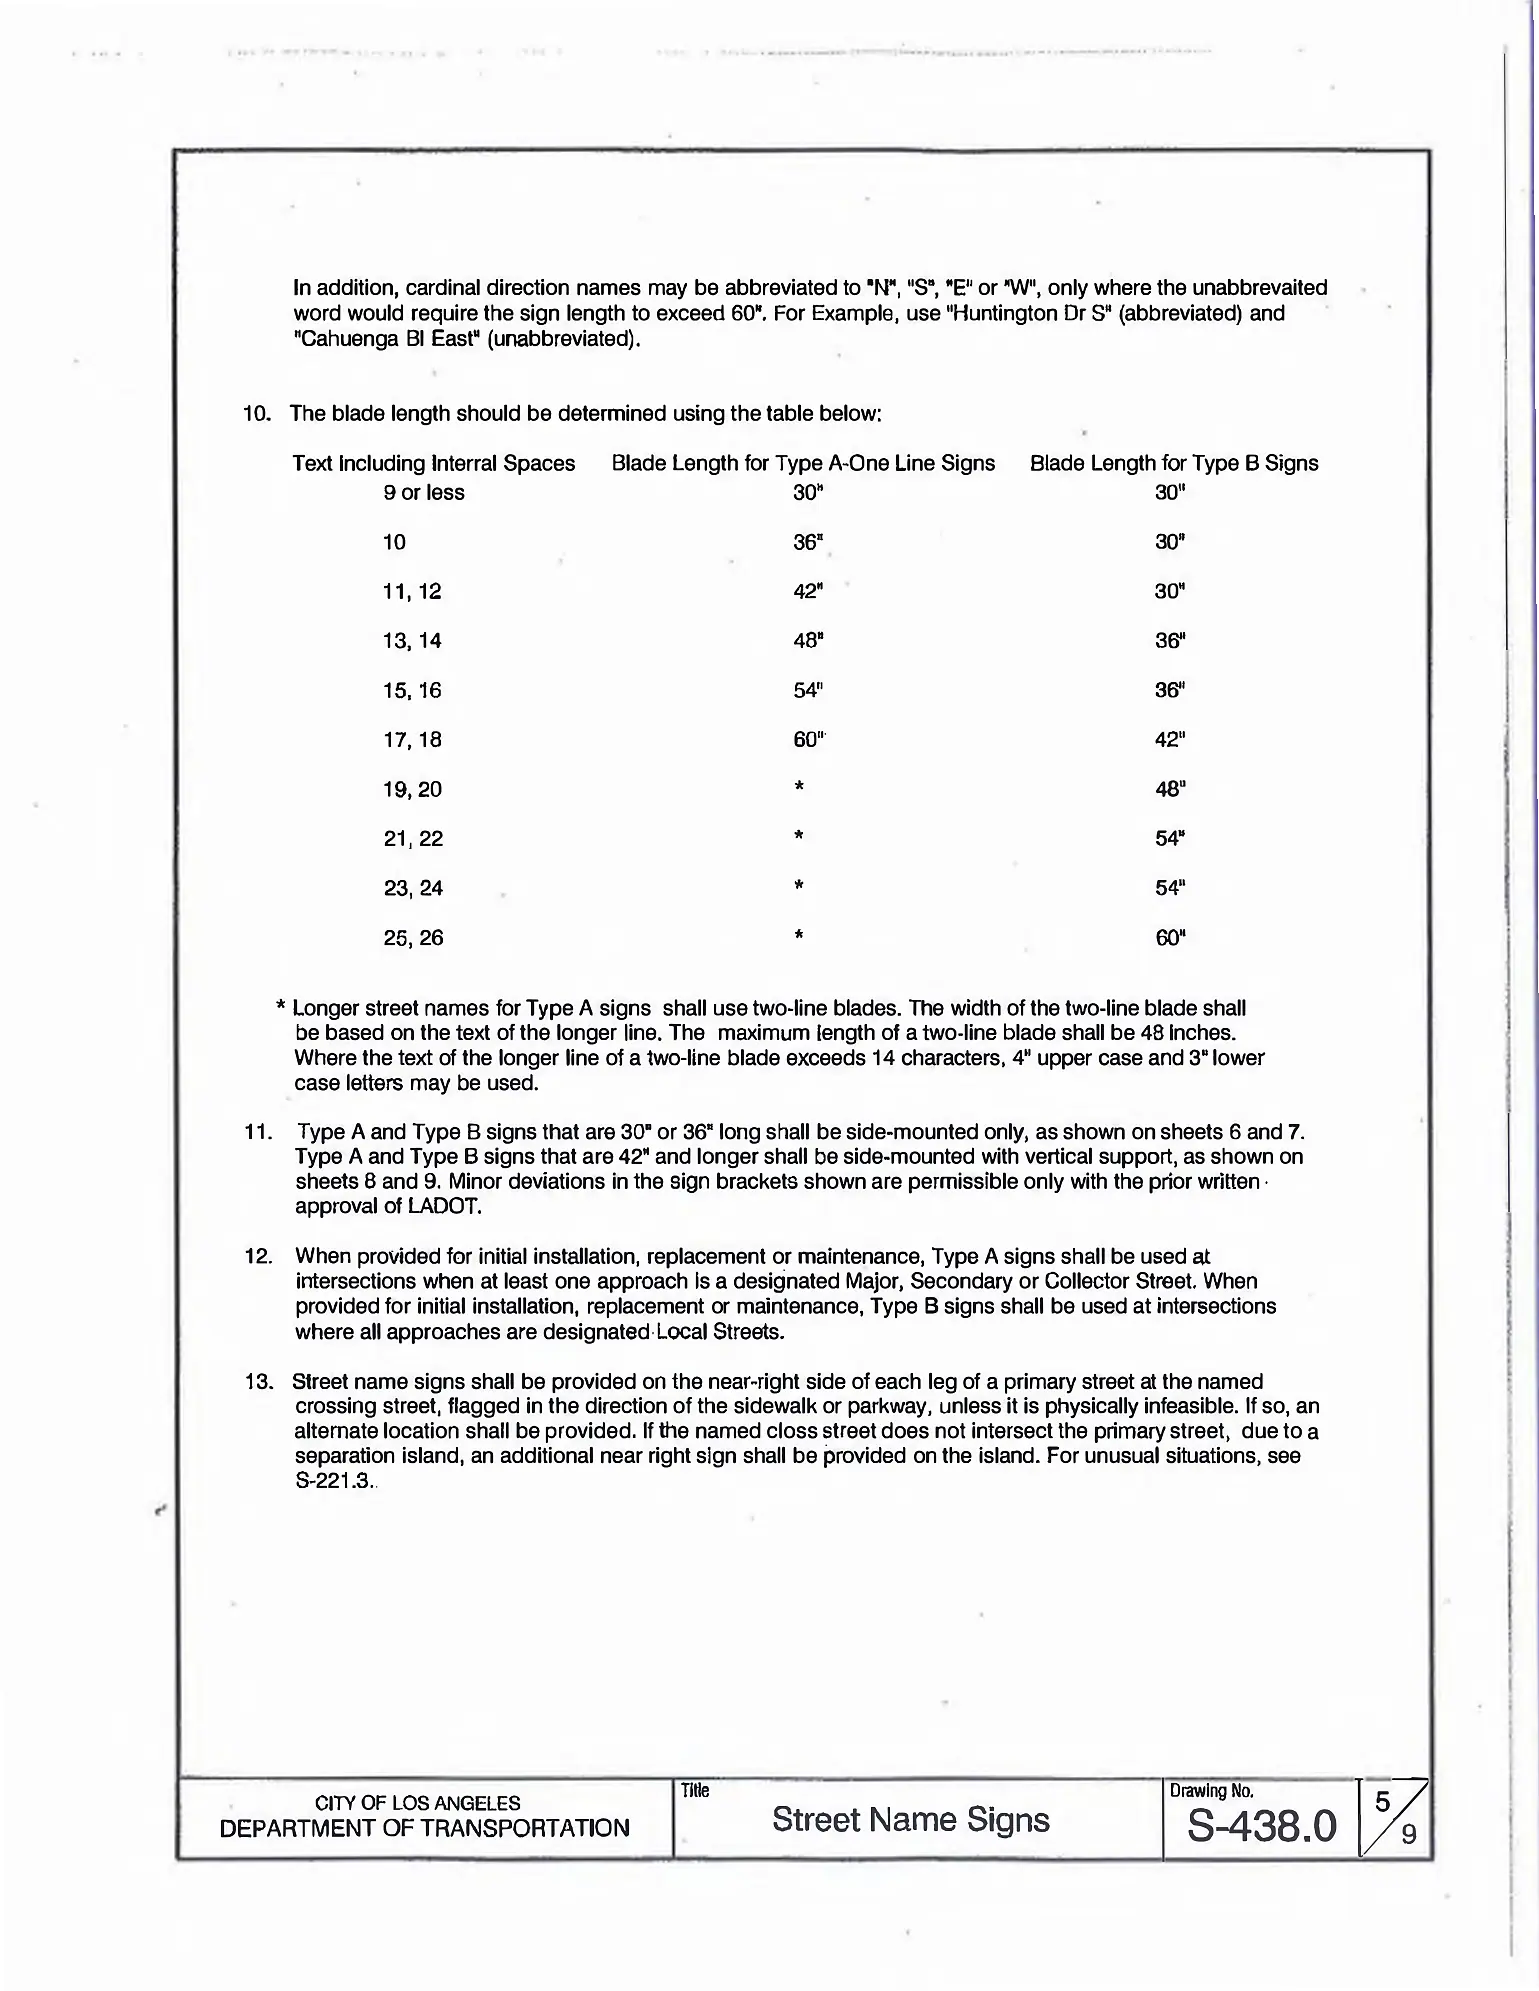 In addition, cardinal direction names may be abbreviated to "N", "S", "E" or "W", only where the unabbrevaited
word would require the sign length to exceed 60". For Example, use "Huntington Dr S" (abbreviated) and
"Cahuenga Bl East" (unabbreviated).
10. The blade length should be determined using the table below:
Text Including Interral Spaces Blade Length for Type A-One Line Signs Blade Length for Type B Signs
9 or less 30" 30"
10 36" 30"
11, 12 42" 30"
13, 14 48" 36"
15, 16 54" 36"
17, 18 60" 42"
19, 20 * 48"
21, 22 * 54"
23, 24 * 54"
25, 26 * 60"
* Longer street names for Type A signs shall use two-line blades. The width of the two-line blade shall
be based on the text of the longer line. The maximum length of a two-line blade shall be 48 inches.
Where the text of the longer line of a two-line blade exceeds 14 characters, 4" upper case and 3" lower
case letters may be used.
11. Type A and Type B signs that are 30" or 36" long shall be side-mounted only, as shown on sheets 6 and 7.
Type A and Type B signs that are 42" and longer shall be side-mounted with vertical support, as shown on
sheets 8 and 9. Minor deviations in the sign brackets shown are permissible only with the prior written
approval of LADOT.
12. When provided for initial installation, replacement or maintenance, Type A signs shall be used at
intersections when at least one approach is a designated Major, Secondary or Collector Street. When
provided for initial installation, replacement or maintenance, Type B signs shall be used at intersections
where all approaches are designated Local Streets.
13. Street name signs shall be provided on the near-right side of each leg of a primary street at the named
crossing street, flagged in the direction of the sidewalk or parkway, unless it is physically infeasible. If so, an
alternate location shall be provided. If the named closs street does not intersect the primary street, due to a
separation island, an additional near right sign shall be provided on the island. For unusual situations, see
S-221.3.
CITY OF LOS ANGELES
DEPARTMENT OF TRANSPORTATION
Title
Street Name Signs
Drawing No.
S-438.0
5/9